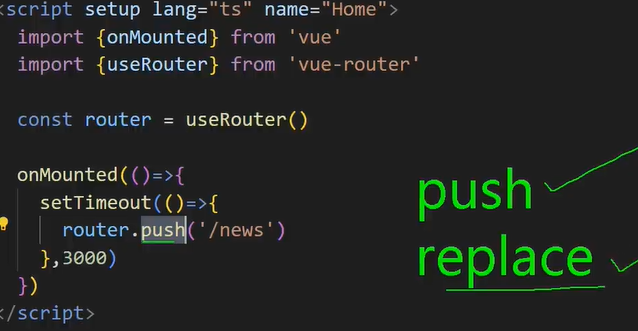 <script setup lang="ts" name="Home">
import {onMounted} from 'vue'
import {useRouter} from 'vue-router'
const router = useRouter()
onMounted(()=>{
setTimeout(()=>{
router.push('/news')
},3000)
})
</script>
push
replace